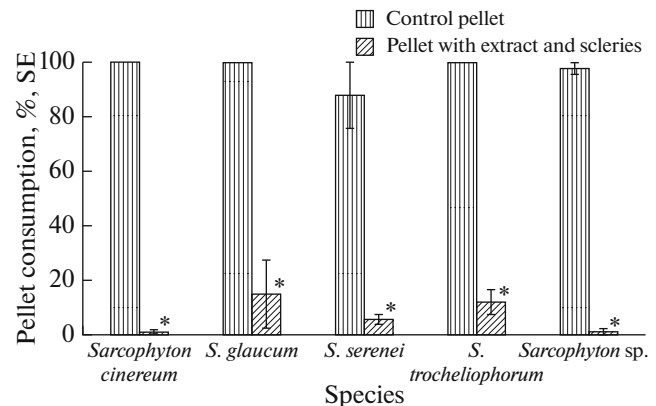 Control pellet
Pellet with extract and scleries
Pellet consumption, %, SE
100
80
60
40
20
0
*
*
*
*
*
Sarcophyton cinereum
S. glaucum
S. serenei
S. trocheliophorum
Sarcophyton sp.
Species